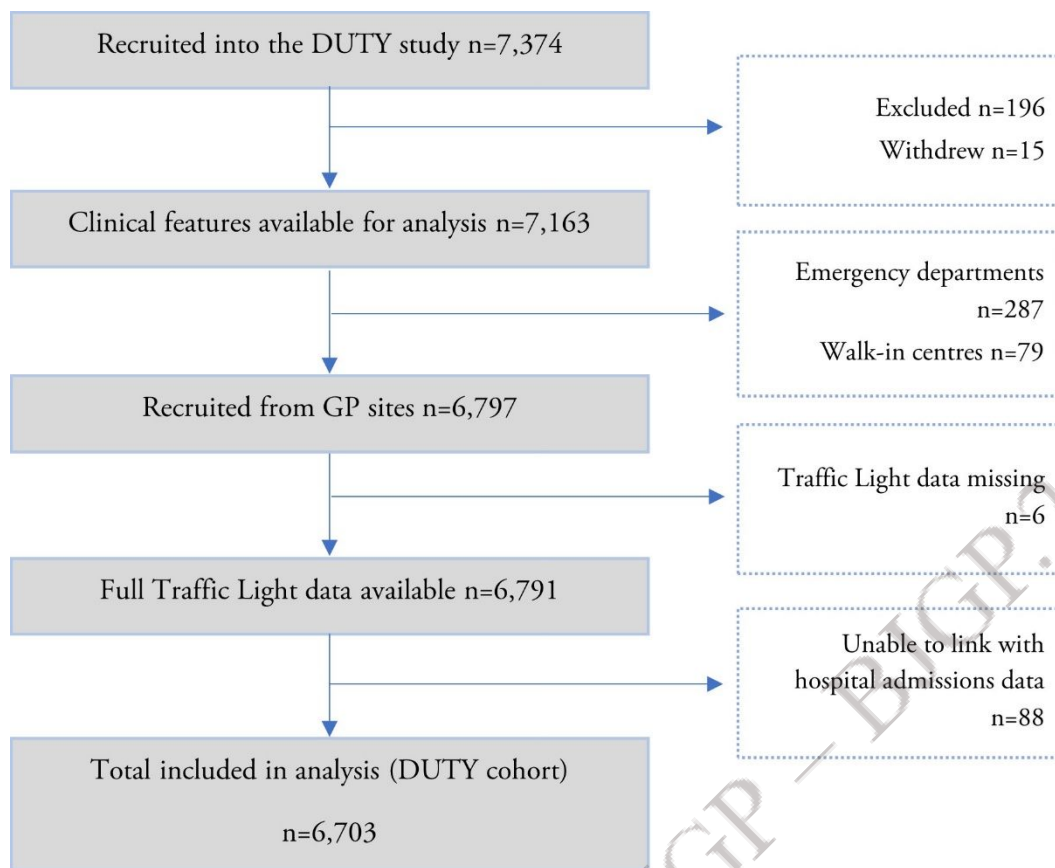 Recruited into the DUTY study n=7,374
Excluded n=196
Withdrew n=15
Clinical features available for analysis n=7,163
Emergency departments
n=287
Walk-in centres n=79
Recruited from GP sites n=6,797
Traffic Light data missing
n=6
Full Traffic Light data available n=6,791
Unable to link with
hospital admissions data
n=88
Total included in analysis (DUTY cohort)
n=6,703
GP – BJGP.2